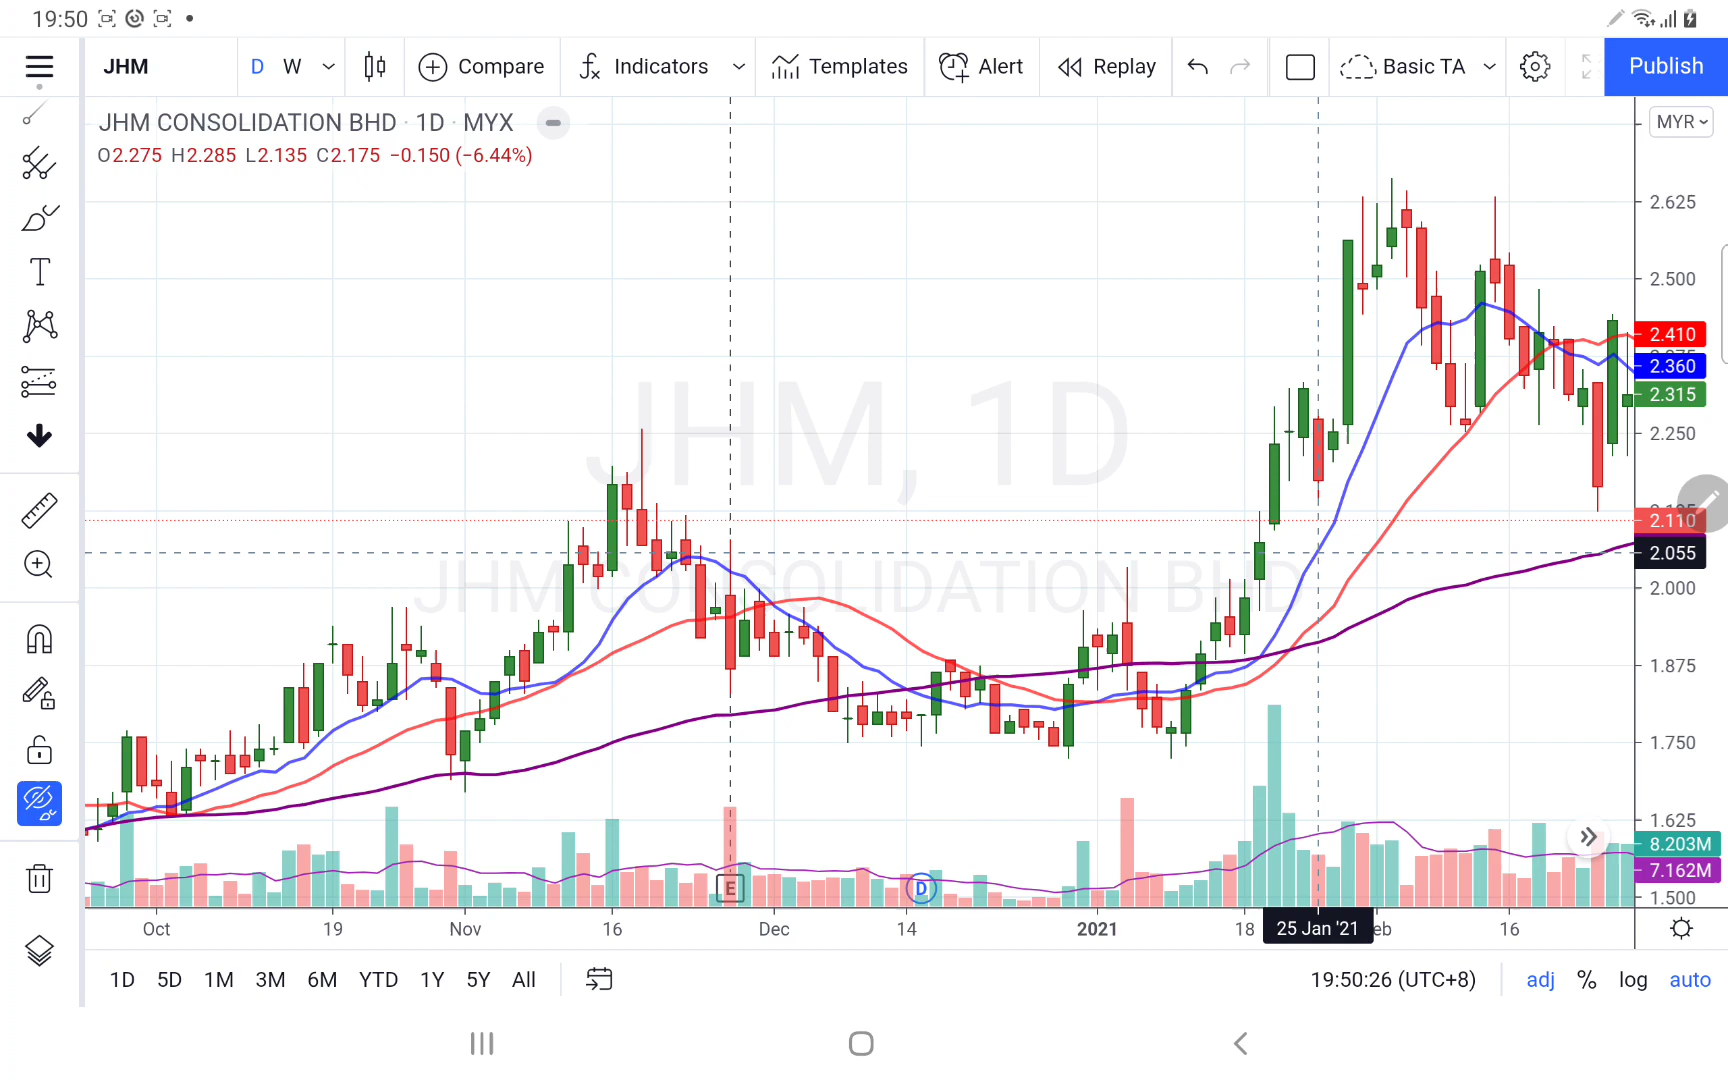 19:50
JHM D W Compare Indicators Templates Alert Replay Basic TA Publish
JHM CONSOLIDATION BHD · 1D · MYX
MYR
O2.275 H2.285 L2.135 C2.175 −0.150 (−6.44%)
2.625
2.500
2.410
2.360
2.315
2.250
2.110
2.055
2.000
1.875
1.750
1.625
8.203M
7.162M
1.500
JHM, 1D
JHM CONSOLIDATION BHD
E
D
Oct 19 Nov 16 Dec 14 2021 18 25 Jan '21 eb 16
1D 5D 1M 3M 6M YTD 1Y 5Y All 19:50:26 (UTC+8) adj % log auto